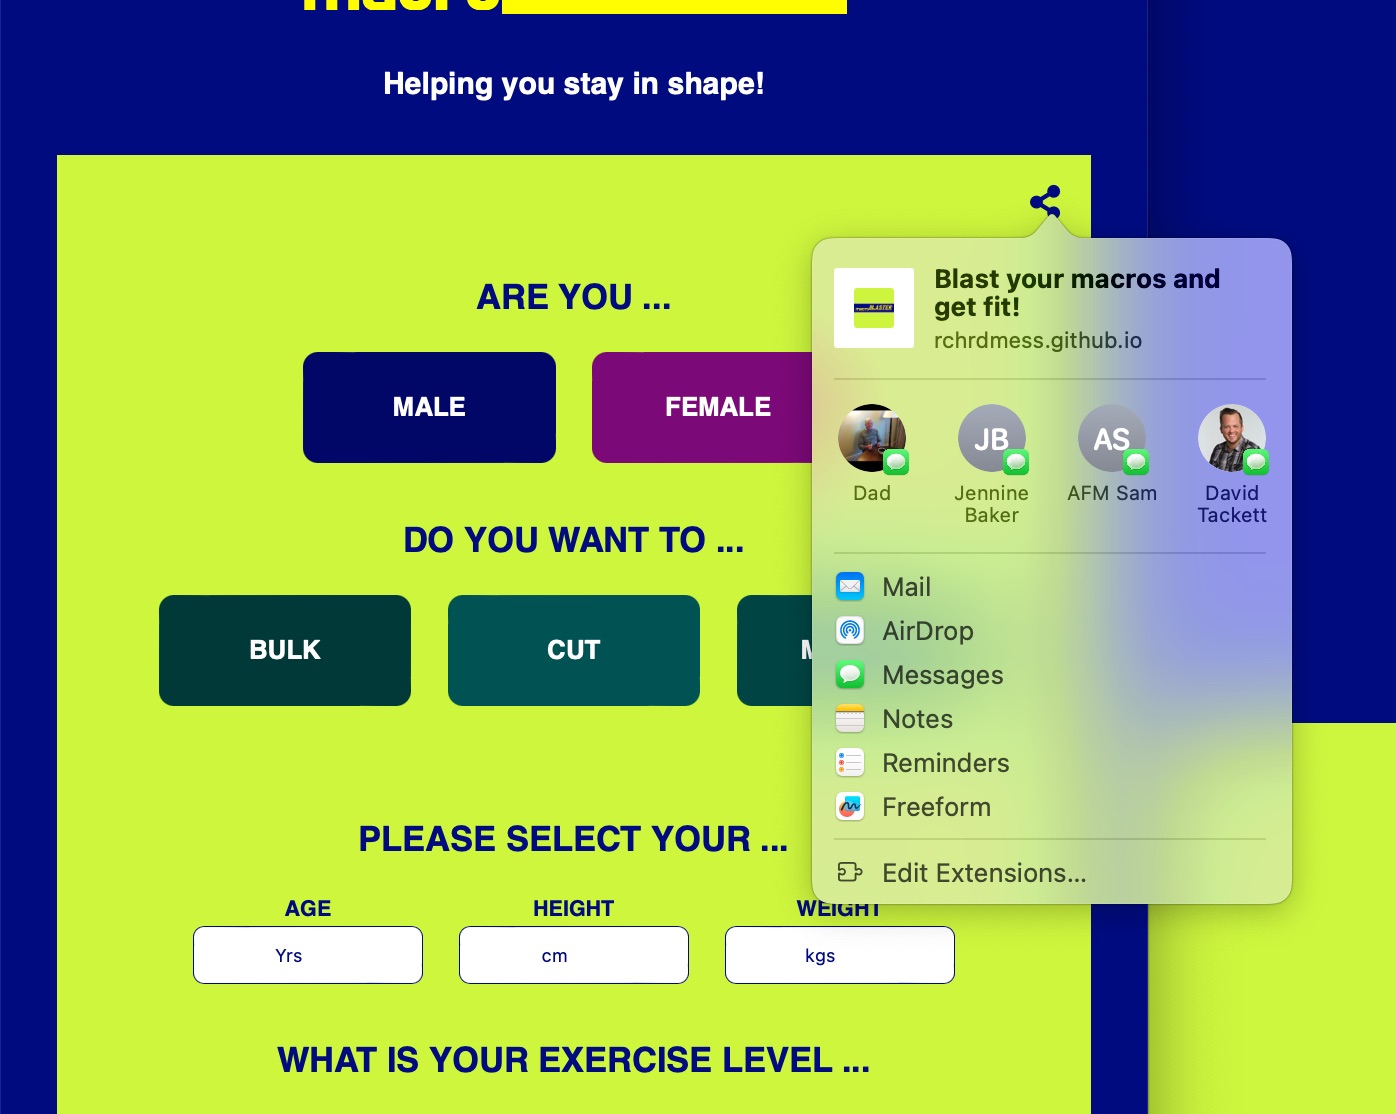 Helping you stay in shape!
ARE YOU ...
MALE
FEMALE
DO YOU WANT TO ...
BULK
CUT
PLEASE SELECT YOUR ...
AGE
HEIGHT
WEIGHT
Yrs
cm
kgs
WHAT IS YOUR EXERCISE LEVEL ...
Blast your macros and
get fit!
rchrdmess.github.io
Dad
JB
Jennine
Baker
AS
AFM Sam
David
Tackett
Mail
AirDrop
Messages
Notes
Reminders
Freeform
Edit Extensions...